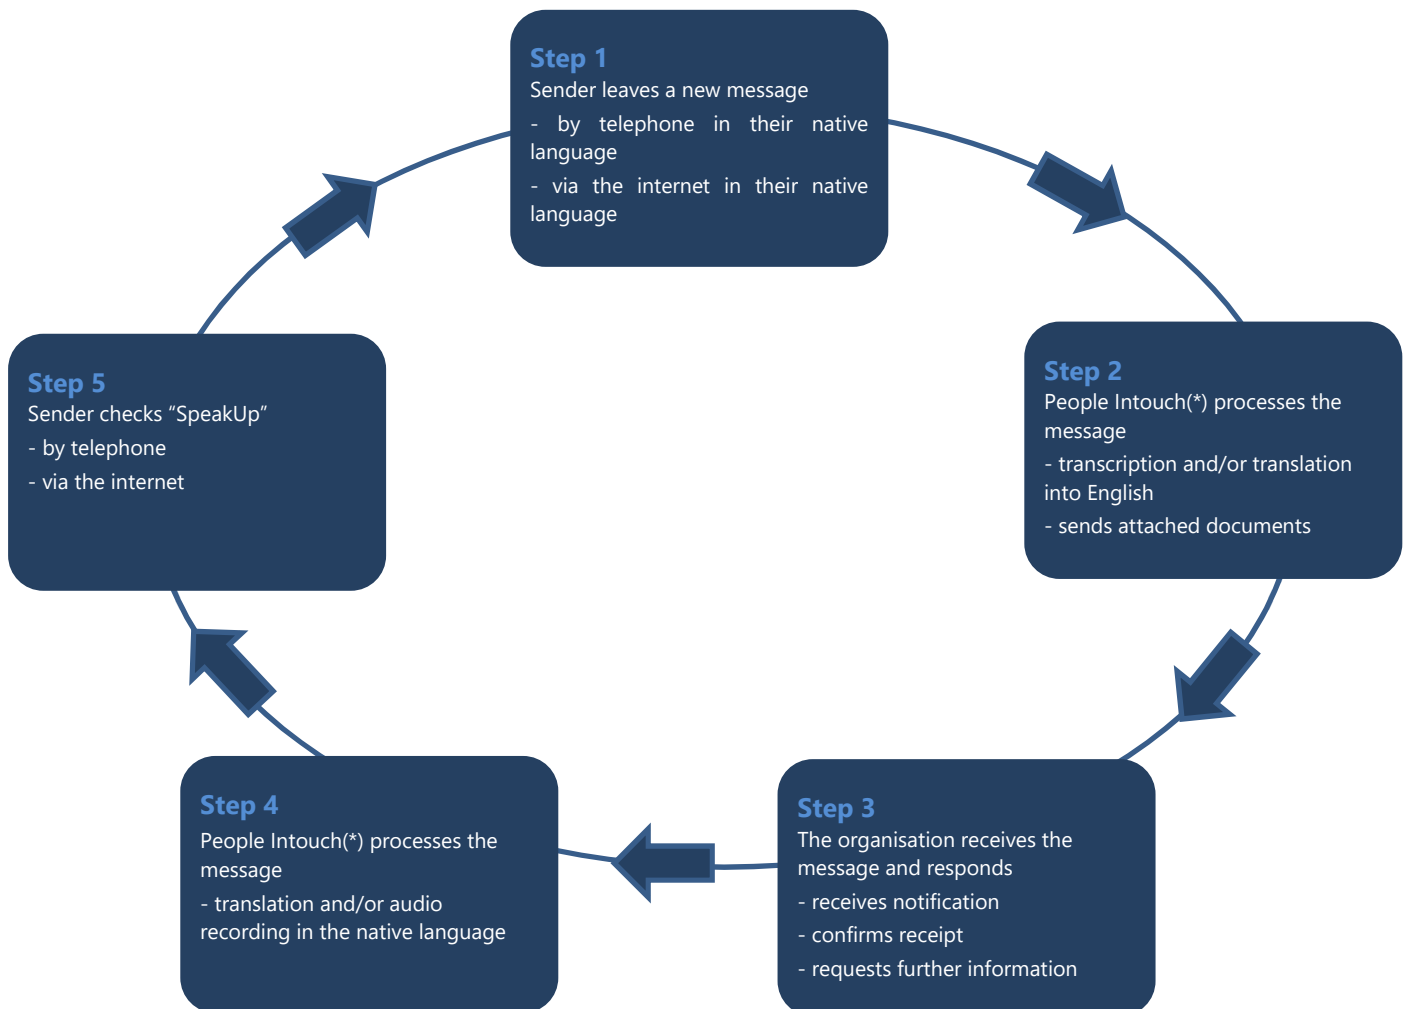 Step 1
Sender leaves a new message
- by telephone in their native
language
- via the internet in their native
language
Step 2
People Intouch(*) processes the
message
- transcription and/or translation
into English
- sends attached documents
Step 3
The organisation receives the
message and responds
- receives notification
- confirms receipt
- requests further information
Step 4
People Intouch(*) processes the
message
- translation and/or audio
recording in the native language
Step 5
Sender checks “SpeakUp”
- by telephone
- via the internet